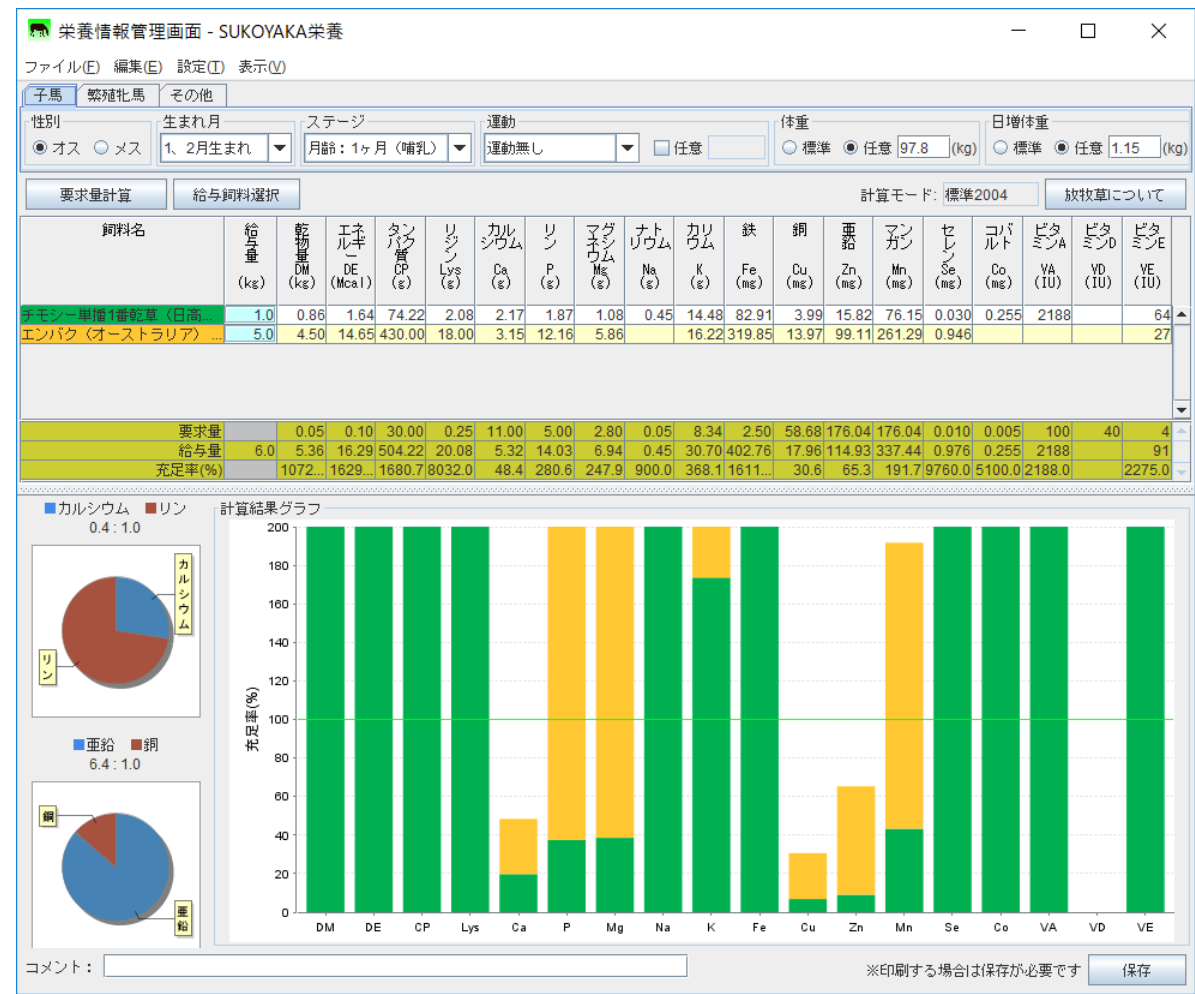 栄養情報管理画面 - SUKOYAKA栄養
ファイル(F) 編集(E) 設定(T) 表示(V)
子馬 繁殖牝馬 その他
性別 生まれ月 ステージ 運動 体重 日増体重
オス メス 1、2月生まれ 月齢：1ヶ月（哺乳） 運動無し 任意 標準 任意 97.8 (kg) 標準 任意 1.15 (kg)
要求量計算 給与飼料選択 計算モード: 標準2004 放牧草について
飼料名 給与量 (kg) 乾物量 DM (kg) エネルギー DE (Mcal) タンパク質 CP (g) リジン Lys (g) カルシウム Ca (g) リン P (g) マグネシウム Mg (g) ナトリウム Na (g) カリウム K (g) 鉄 Fe (mg) 銅 Cu (mg) 亜鉛 Zn (mg) マンガン Mn (mg) セレン Se (mg) コバルト Co (mg) ビタミンA VA (IU) ビタミンD VD (IU) ビタミンE VE (IU)
チモシー単播1番乾草（日高... 1.0 0.86 1.64 74.22 2.08 2.17 1.87 1.08 0.45 14.48 82.91 3.99 15.82 76.15 0.030 0.255 2188 64
エンバク（オーストラリア） ... 5.0 4.50 14.65 430.00 18.00 3.15 12.16 5.86 16.22 319.85 13.97 99.11 261.29 0.946 27
要求量 0.05 0.10 30.00 0.25 11.00 5.00 2.80 0.05 8.34 2.50 58.68 176.04 176.04 0.010 0.005 100 40 4
給与量 6.0 5.36 16.29 504.22 20.08 5.32 14.03 6.94 0.45 30.70 402.76 17.96 114.93 337.44 0.976 0.255 2188 91
充足率(%) 1072... 1629... 1680.7 8032.0 48.4 280.6 247.9 900.0 368.1 1611... 30.6 65.3 191.7 9760.0 5100.0 2188.0 2275.0
カルシウム リン
0.4 : 1.0
カルシウム
リン
亜鉛 銅
6.4 : 1.0
銅
亜鉛
計算結果グラフ
200
180
160
140
120
100
80
60
40
20
0
充足率(%)
DM DE CP Lys Ca P Mg Na K Fe Cu Zn Mn Se Co VA VD VE
コメント： ※印刷する場合は保存が必要です 保存